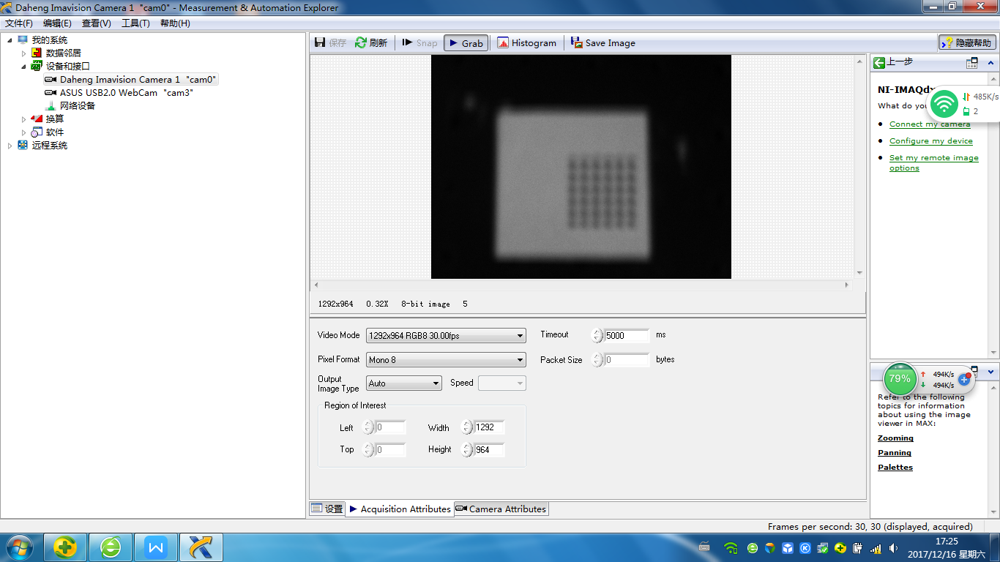 Daheng Imavision Camera 1 "cam0" - Measurement & Automation Explorer
文件(F) 编辑(E) 查看(V) 工具(T) 帮助(H)
我的系统
数据邻居
设备和接口
Daheng Imavision Camera 1 "cam0"
ASUS USB2.0 WebCam "cam3"
网络设备
换算
软件
远程系统
保存 刷新 Snap Grab Histogram Save Image 隐藏帮助
1292x964 0.32X 8-bit image 5
Video Mode 1292x964 RGB8 30.00fps Timeout 5000 ms
Pixel Format Mono 8 Packet Size 0 bytes
Output
Image Type Auto Speed
Region of Interest
Left 0 Width 1292
Top 0 Height 964
设置 Acquisition Attributes Camera Attributes
上一步
NI-IMAQdx
What do you
485K/s
2
Connect my camera
Configure my device
Set my remote image
options
79% 494K/s
494K/s
Refer to the following
topics for information
about using the image
viewer in MAX:
Zooming
Panning
Palettes
Frames per second: 30, 30 (displayed, acquired)
17:25
2017/12/16 星期六